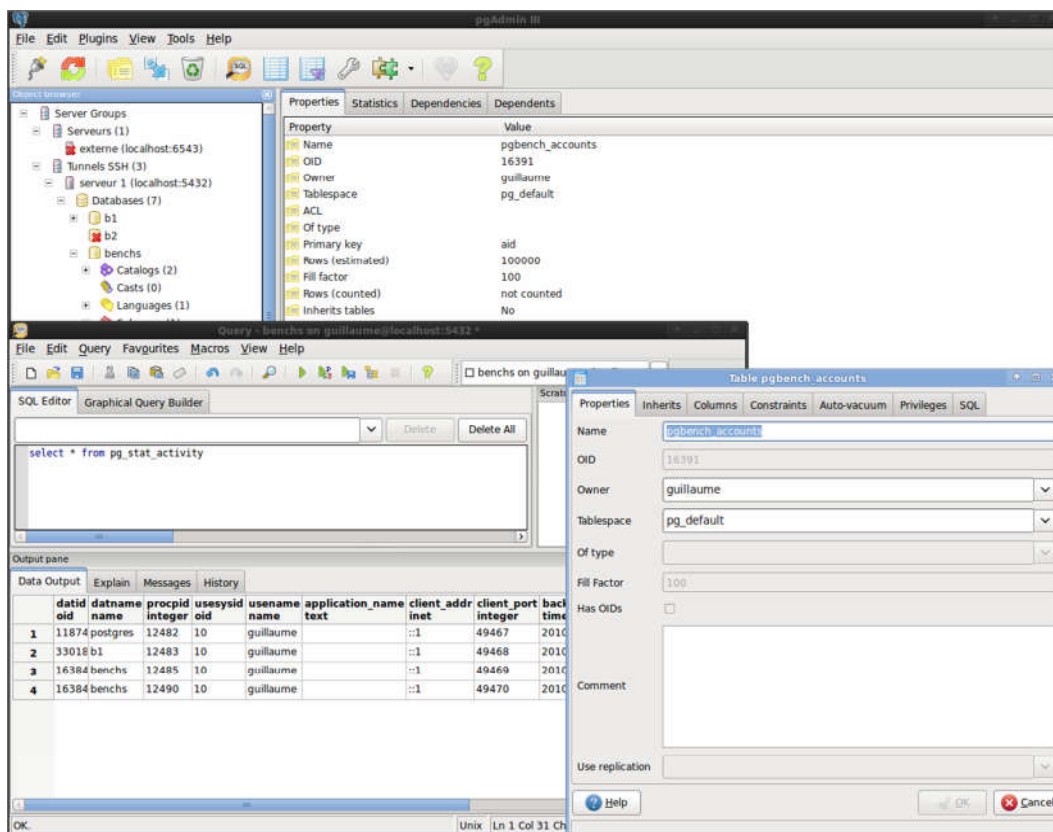 pgAdmin III
File Edit Plugins View Tools Help
SQL
Object browser
Server Groups
Serveurs (1)
externe (localhost:6543)
Tunnels SSH (3)
serveur 1 (localhost:5432)
Databases (7)
b1
b2
benchs
Catalogs (2)
Casts (0)
Languages (1)
Properties Statistics Dependencies Dependents
Property Value
Name pgbench_accounts
OID 16391
Owner guillaume
Tablespace pg_default
ACL
Of type
Primary key aid
Rows (estimated) 100000
Fill factor 100
Rows (counted) not counted
Inherits tables No
Query - benchs on guillaume@localhost:5432 *
File Edit Query Favourites Macros View Help
benchs on guillau
SQL Editor Graphical Query Builder
Delete Delete All
select * from pg_stat_activity
Scratc
Output pane
Data Output Explain Messages History
datid datname procpid usesysid usename application_name client_addr client_port back
oid name integer oid name text inet integer time
1 11874 postgres 12482 10 guillaume ::1 49467 2010
2 33018 b1 12483 10 guillaume ::1 49468 2010
3 16384 benchs 12485 10 guillaume ::1 49469 2010
4 16384 benchs 12490 10 guillaume ::1 49470 2010
OK.
Unix Ln 1 Col 31 Ch
Table pgbench_accounts
Properties Inherits Columns Constraints Auto-vacuum Privileges SQL
Name pgbench_accounts
OID 16391
Owner guillaume
Tablespace pg_default
Of type
Fill Factor 100
Has OIDs
Comment
Use replication
Help OK Cancel